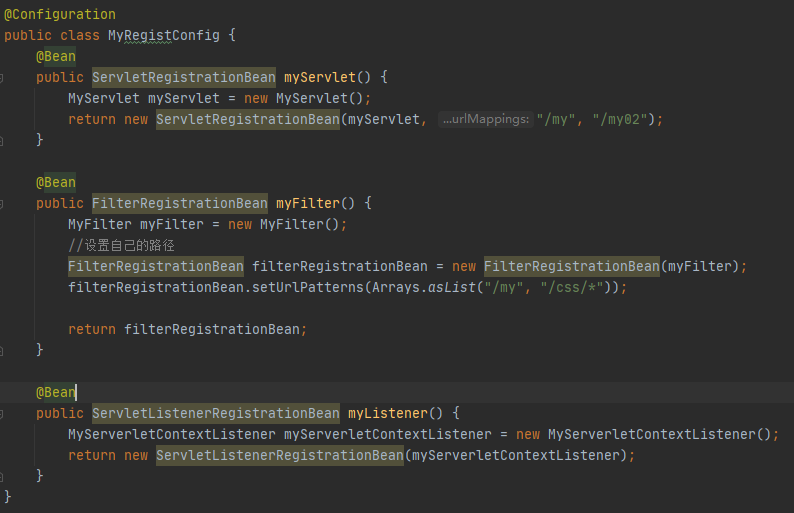 @Configuration
public class MyRegistConfig {
@Bean
public ServletRegistrationBean myServlet() {
MyServlet myServlet = new MyServlet();
return new ServletRegistrationBean(myServlet, ...urlMappings: "/my", "/my02");
}
@Bean
public FilterRegistrationBean myFilter() {
MyFilter myFilter = new MyFilter();
//设置自己的路径
FilterRegistrationBean filterRegistrationBean = new FilterRegistrationBean(myFilter);
filterRegistrationBean.setUrlPatterns(Arrays.asList("/my", "/css/*"));
return filterRegistrationBean;
}
@Bean
public ServletListenerRegistrationBean myListener() {
MyServerletContextListener myServerletContextListener = new MyServerletContextListener();
return new ServletListenerRegistrationBean(myServerletContextListener);
}
}